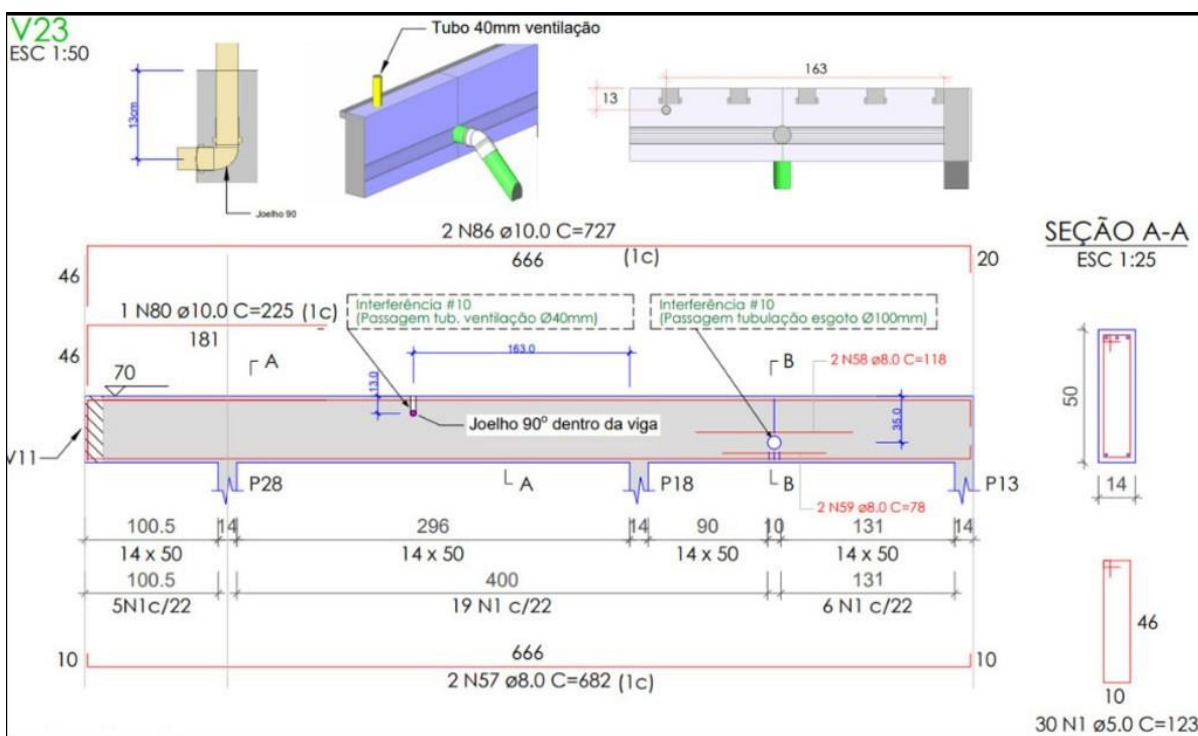 V23
ESC 1:50
Tubo 40mm ventilação
13cm
Joelho 90
163
13
2 N86 ø10.0 C=727
666
(1c)
46
20
1 N80 ø10.0 C=225 (1c)
181
46
Interferência #10
(Passagem tub. ventilação Ø40mm)
Interferência #10
(Passagem tubulação esgoto Ø100mm)
163.0
13.0
A
B
2 N58 ø8.0 C=118
70
35.0
Joelho 90º dentro da viga
V11
P28
A
P18
B
P13
2 N59 ø8.0 C=78
100.5 14 296 14 90 10 131 14
14 x 50 14 x 50 14 x 50 14 x 50
100.5 400 131
5N1c/22 19 N1 c/22 6 N1 c/22
10 666 10
2 N57 ø8.0 C=682 (1c)
SEÇÃO A-A
ESC 1:25
50
14
46
10
30 N1 ø5.0 C=123